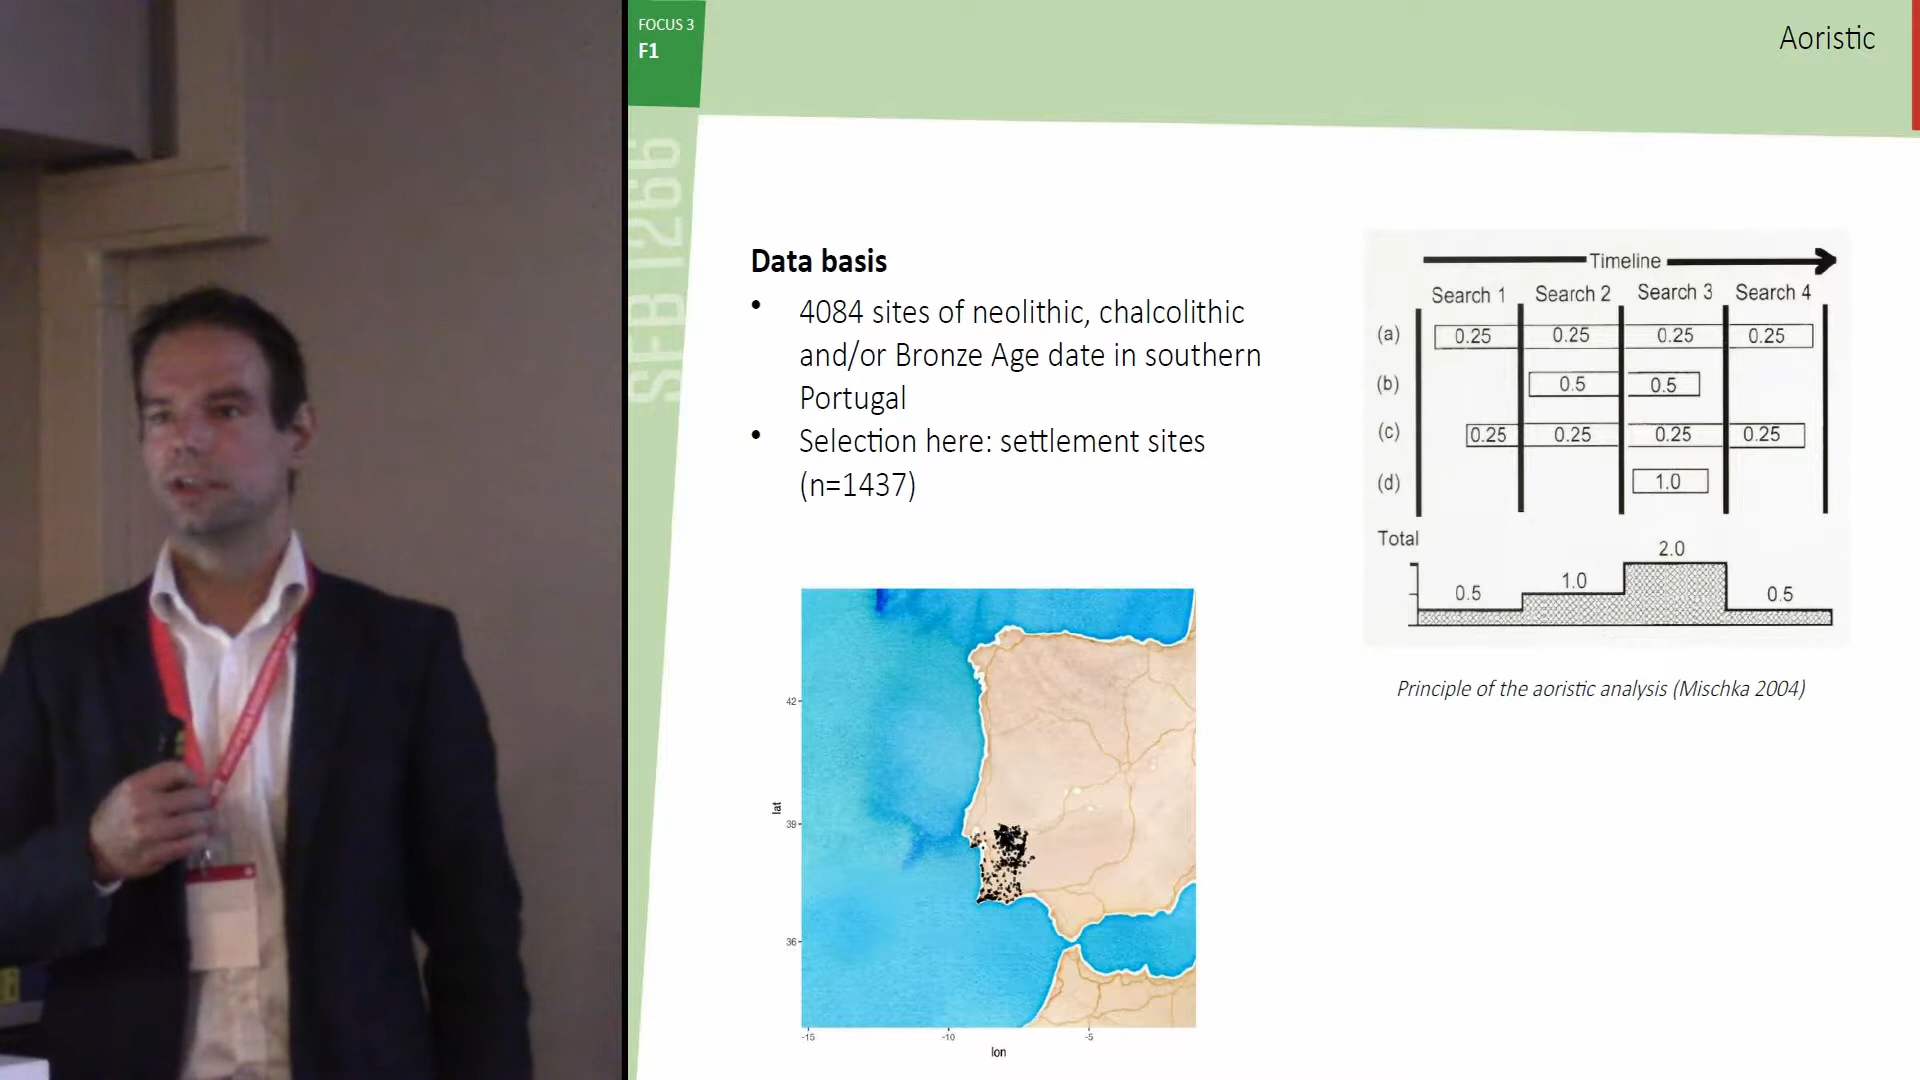 FOCUS 3
F1
Aoristic
SFB 1266
Data basis
• 4084 sites of neolithic, chalcolithic
and/or Bronze Age date in southern
Portugal
• Selection here: settlement sites
(n=1437)
Timeline
Search 1 Search 2 Search 3 Search 4
(a) 0.25 0.25 0.25 0.25
(b) 0.5 0.5
(c) 0.25 0.25 0.25 0.25
(d) 1.0
Total
0.5 1.0 2.0 0.5
Principle of the aoristic analysis (Mischka 2004)
42
39
36
lat
-15 -10 -5
lon